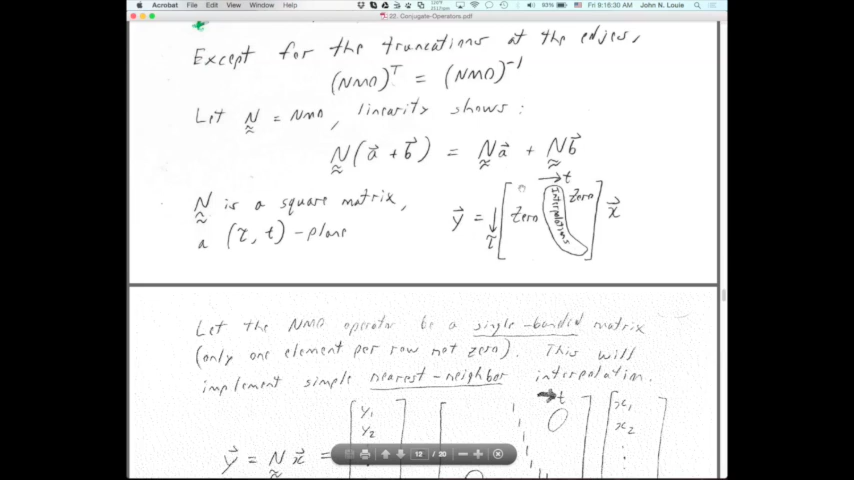 Acrobat File Edit View Window Help 93% Fri 9:16:30 AM John N. Louie
22. Conjugate-Operators.pdf
Except for the truncations at the edges,
(NMO)ᵀ = (NMO)⁻¹
Let N = NMO, linearity shows:
N(a⃗ + b⃗) = Na⃗ + Nb⃗
N is a square matrix,
a (τ, t)-plane
y⃗ = ↓τ [ zero Interpolations zero ] x⃗ → t
Let the NMO operator be a single-banded matrix
(only one element per row not zero). This will
implement simple nearest-neighbor interpolation.
y⃗ = N x⃗ = [ y₁ y₂ ⋮ ] [ 0 ] → t [ x₁ x₂ ⋮ ]
12 / 20